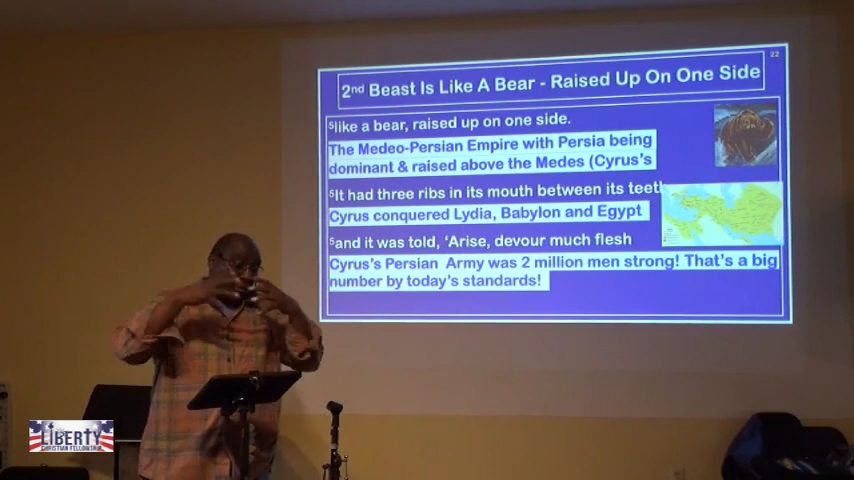 22
2nd Beast Is Like A Bear - Raised Up On One Side
5like a bear, raised up on one side.
The Medeo-Persian Empire with Persia being
dominant & raised above the Medes (Cyrus's
5It had three ribs in its mouth between its teeth
Cyrus conquered Lydia, Babylon and Egypt
5and it was told, 'Arise, devour much flesh
Cyrus's Persian Army was 2 million men strong! That's a big
number by today's standards!
LIBERTY
CHRISTIAN FELLOWSHIP